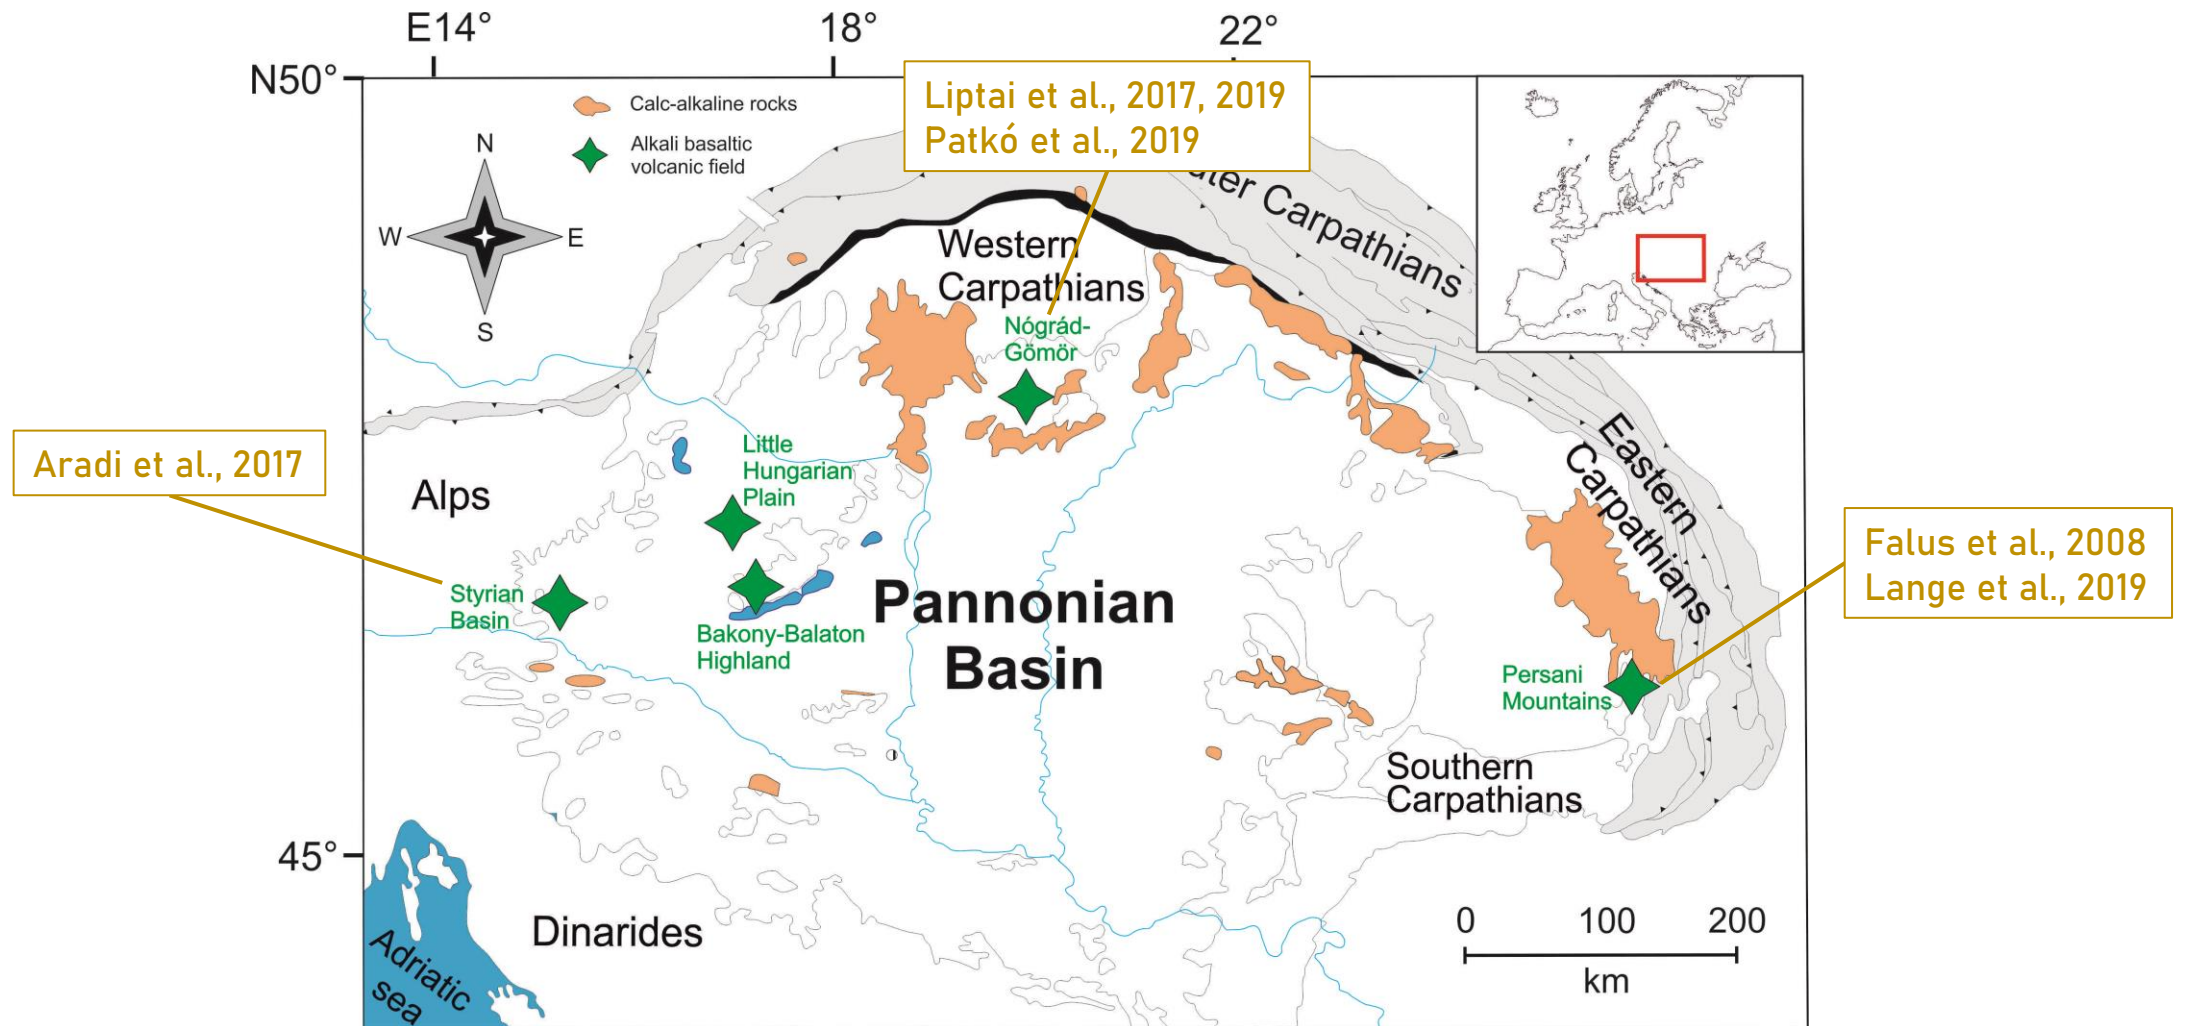 E14°
18°
22°
N50°
Calc-alkaline rocks
Alkali basaltic
volcanic field
Liptai et al., 2017, 2019
Patkó et al., 2019
N
W
E
S
Carpathians
Western
Carpathians
Nógrád-
Gömör
Aradi et al., 2017
Alps
Little
Hungarian
Plain
Eastern
Carpathians
Falus et al., 2008
Lange et al., 2019
Styrian
Basin
Pannonian
Basin
Bakony-Balaton
Highland
Persani
Mountains
Southern
Carpathians
45°
Dinarides
Adriatic
sea
0
100
200
km